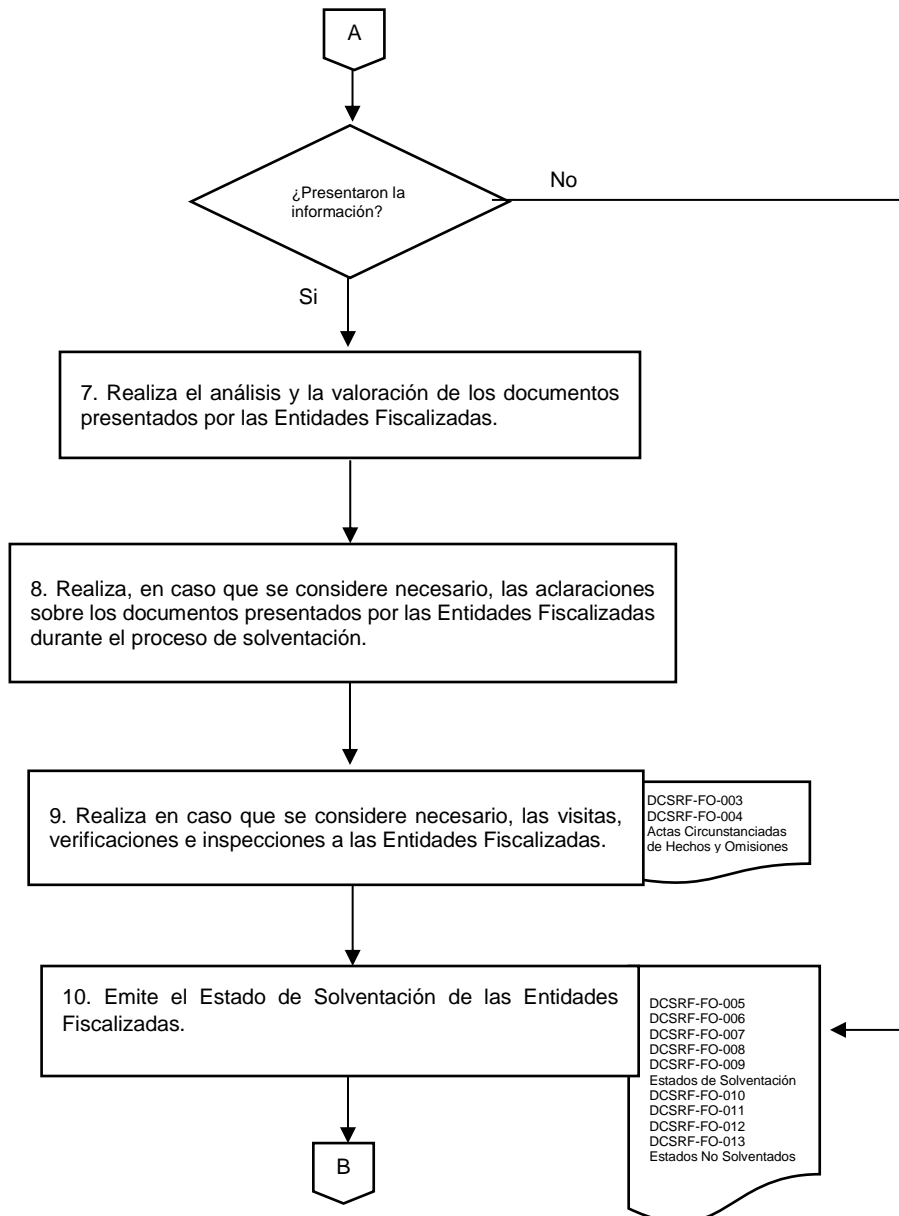 A
¿Presentaron la
información?
No
Si
7. Realiza el análisis y la valoración de los documentos
presentados por las Entidades Fiscalizadas.
8. Realiza, en caso que se considere necesario, las aclaraciones
sobre los documentos presentados por las Entidades Fiscalizadas
durante el proceso de solventación.
9. Realiza en caso que se considere necesario, las visitas,
verificaciones e inspecciones a las Entidades Fiscalizadas.
DCSRF-FO-003
DCSRF-FO-004
Actas Circunstanciadas
de Hechos y Omisiones
10. Emite el Estado de Solventación de las Entidades
Fiscalizadas.
DCSRF-FO-005
DCSRF-FO-006
DCSRF-FO-007
DCSRF-FO-008
DCSRF-FO-009
Estados de Solventación
DCSRF-FO-010
DCSRF-FO-011
DCSRF-FO-012
DCSRF-FO-013
Estados No Solventados
B